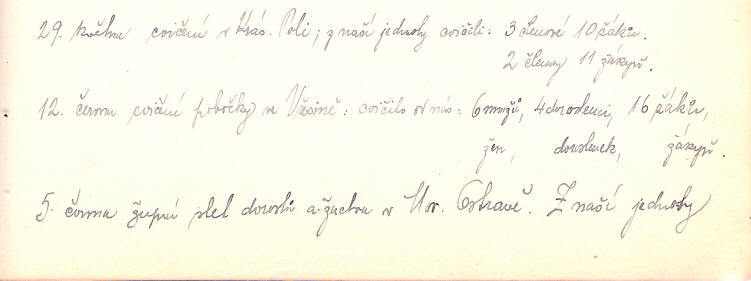 29. května cvičení v Krás. Poli; z naší jednoty cvičili: 3 členové 10 žáků.
2 členky 11 žákyň.
12. června cvičení pobočky ve Vřesině: cvičilo od nás: 6 mužů, 4 dorostenci, 16 žáků,
žen, dorostenek, žákyň.
5. června župní slet dorostu a žactva v Mor. Ostravě. Z naší jednoty